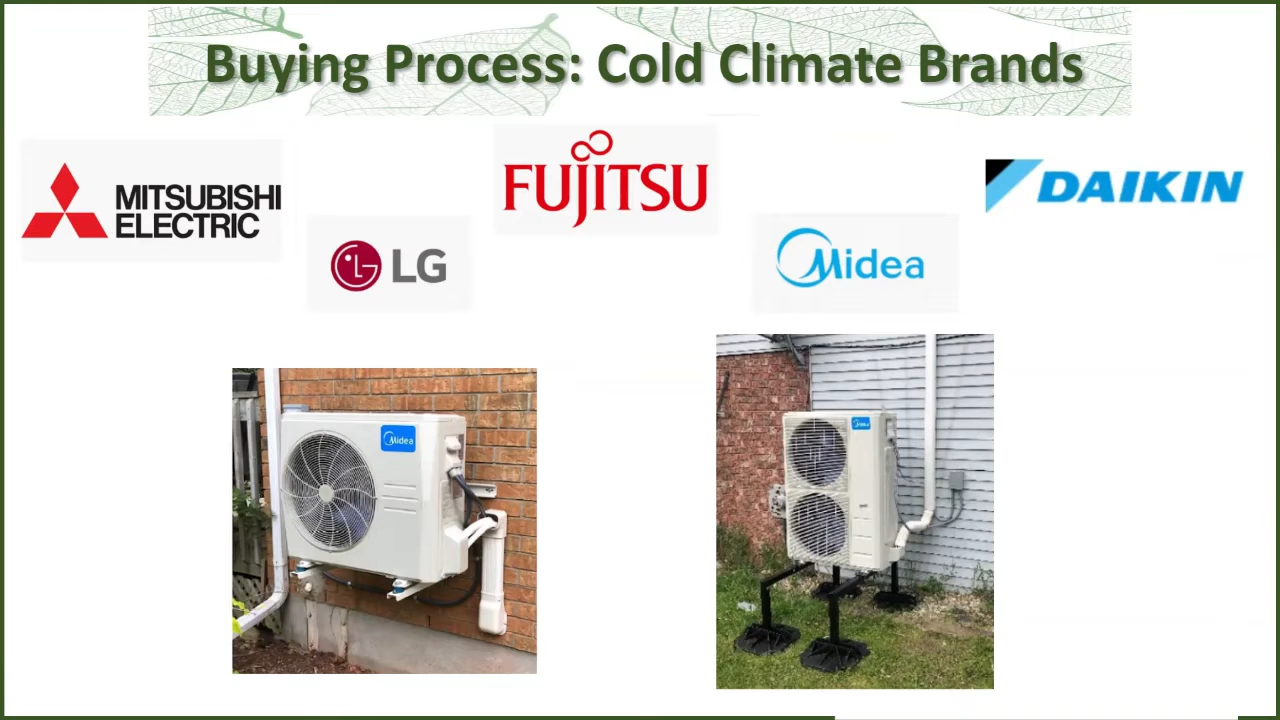 Buying Process: Cold Climate Brands
MITSUBISHI
ELECTRIC
LG
FUJITSU
Midea
DAIKIN
Midea
Midea